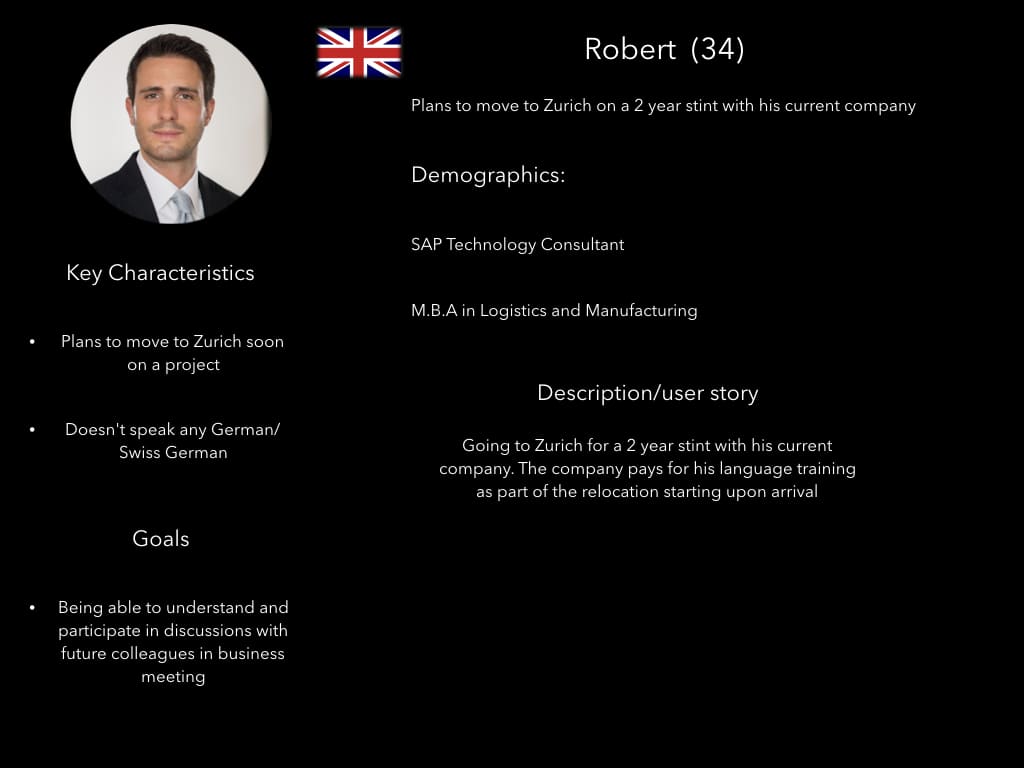 Robert (34)
Plans to move to Zurich on a 2 year stint with his current company
Demographics:
SAP Technology Consultant
M.B.A in Logistics and Manufacturing
Description/user story
Going to Zurich for a 2 year stint with his current
company. The company pays for his language training
as part of the relocation starting upon arrival
Key Characteristics
• Plans to move to Zurich soon
on a project
• Doesn't speak any German/
Swiss German
Goals
• Being able to understand and
participate in discussions with
future colleagues in business
meeting